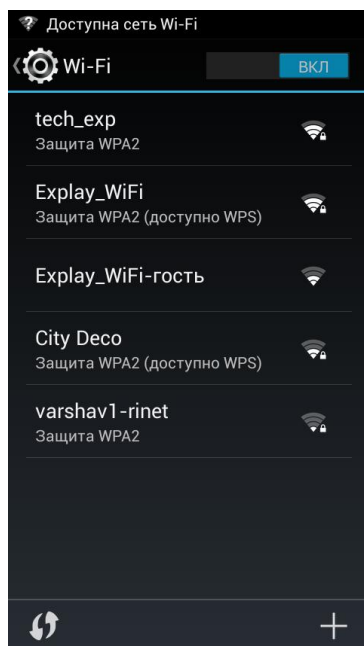 Доступна сеть Wi-Fi
Wi-Fi
ВКЛ
tech_exp
Защита WPA2
Explay_WiFi
Защита WPA2 (доступно WPS)
Explay_WiFi-гость
City Deco
Защита WPA2 (доступно WPS)
varshav1-rinet
Защита WPA2